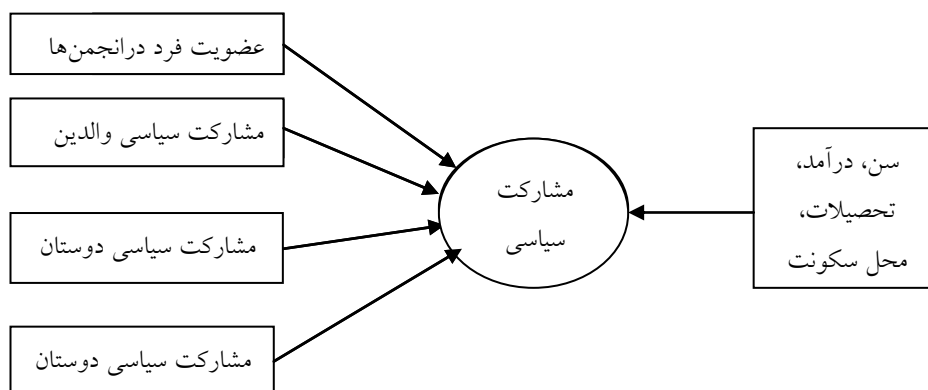 عضویت فرد درانجمن‌ها
مشارکت سیاسی والدین
مشارکت سیاسی دوستان
مشارکت سیاسی دوستان
مشارکت
سیاسی
سن، درآمد،
تحصیلات،
محل سکونت